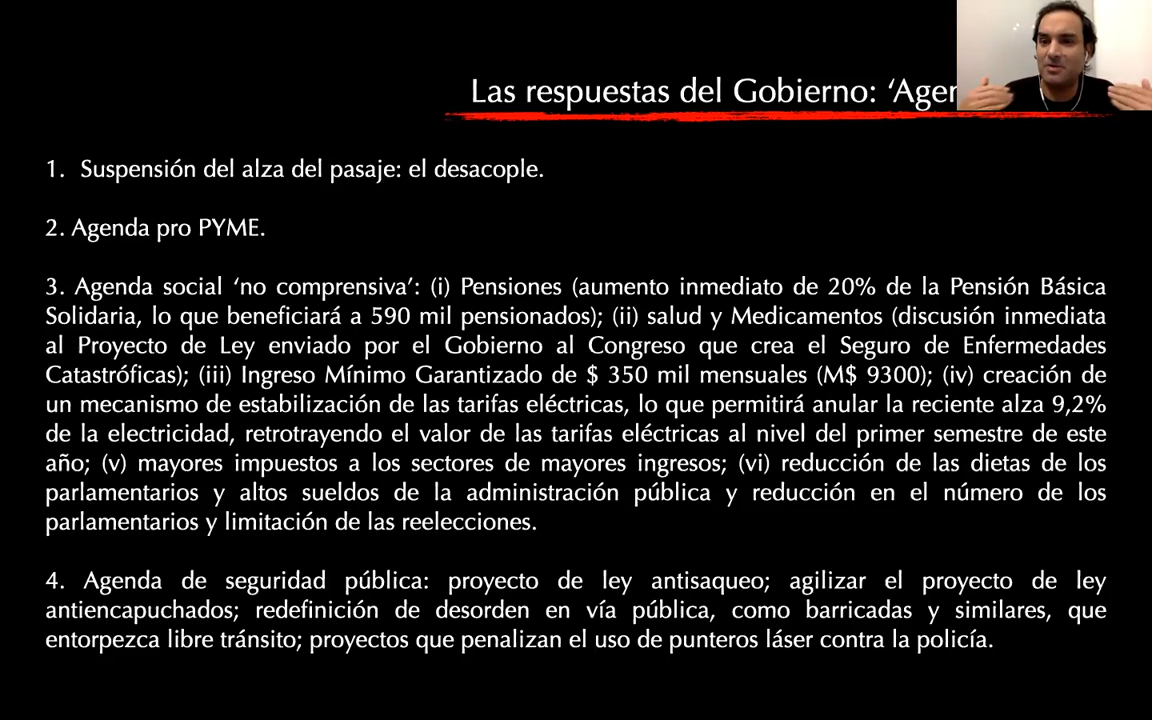 Las respuestas del Gobierno: ‘Agen
1. Suspensión del alza del pasaje: el desacople.
2. Agenda pro PYME.
3. Agenda social ‘no comprensiva’: (i) Pensiones (aumento inmediato de 20% de la Pensión Básica
Solidaria, lo que beneficiará a 590 mil pensionados); (ii) salud y Medicamentos (discusión inmediata
al Proyecto de Ley enviado por el Gobierno al Congreso que crea el Seguro de Enfermedades
Catastróficas); (iii) Ingreso Mínimo Garantizado de $ 350 mil mensuales (M$ 9300); (iv) creación de
un mecanismo de estabilización de las tarifas eléctricas, lo que permitirá anular la reciente alza 9,2%
de la electricidad, retrotrayendo el valor de las tarifas eléctricas al nivel del primer semestre de este
año; (v) mayores impuestos a los sectores de mayores ingresos; (vi) reducción de las dietas de los
parlamentarios y altos sueldos de la administración pública y reducción en el número de los
parlamentarios y limitación de las reelecciones.
4. Agenda de seguridad pública: proyecto de ley antisaqueo; agilizar el proyecto de ley
antiencapuchados; redefinición de desorden en vía pública, como barricadas y similares, que
entorpezca libre tránsito; proyectos que penalizan el uso de punteros láser contra la policía.